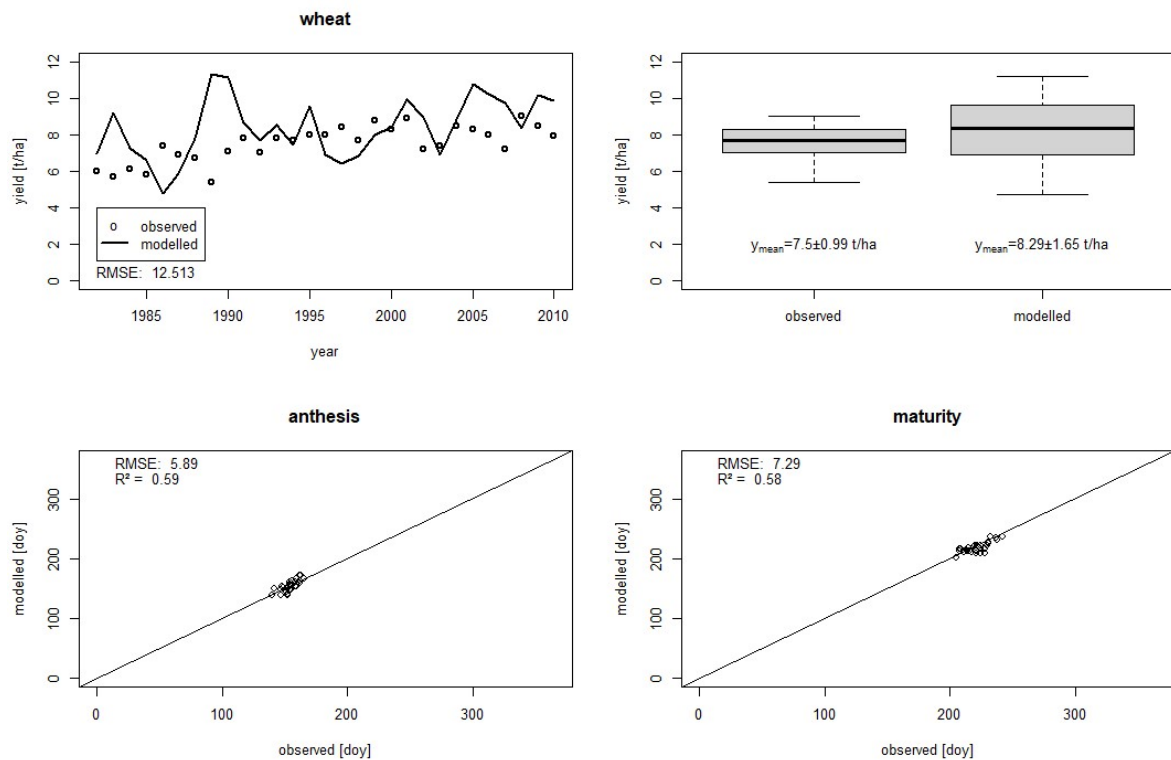 wheat
yield [t/ha]
12
10
8
6
4
2
0
observed
modelled
RMSE: 12.513
1985
1990
1995
2000
2005
2010
year
yield [t/ha]
12
10
8
6
4
2
0
ymean=7.5±0.99 t/ha
ymean=8.29±1.65 t/ha
observed
modelled
anthesis
RMSE: 5.89
R² = 0.59
modelled [doy]
300
200
100
0
0
100
200
300
observed [doy]
maturity
RMSE: 7.29
R² = 0.58
modelled [doy]
300
200
100
0
0
100
200
300
observed [doy]